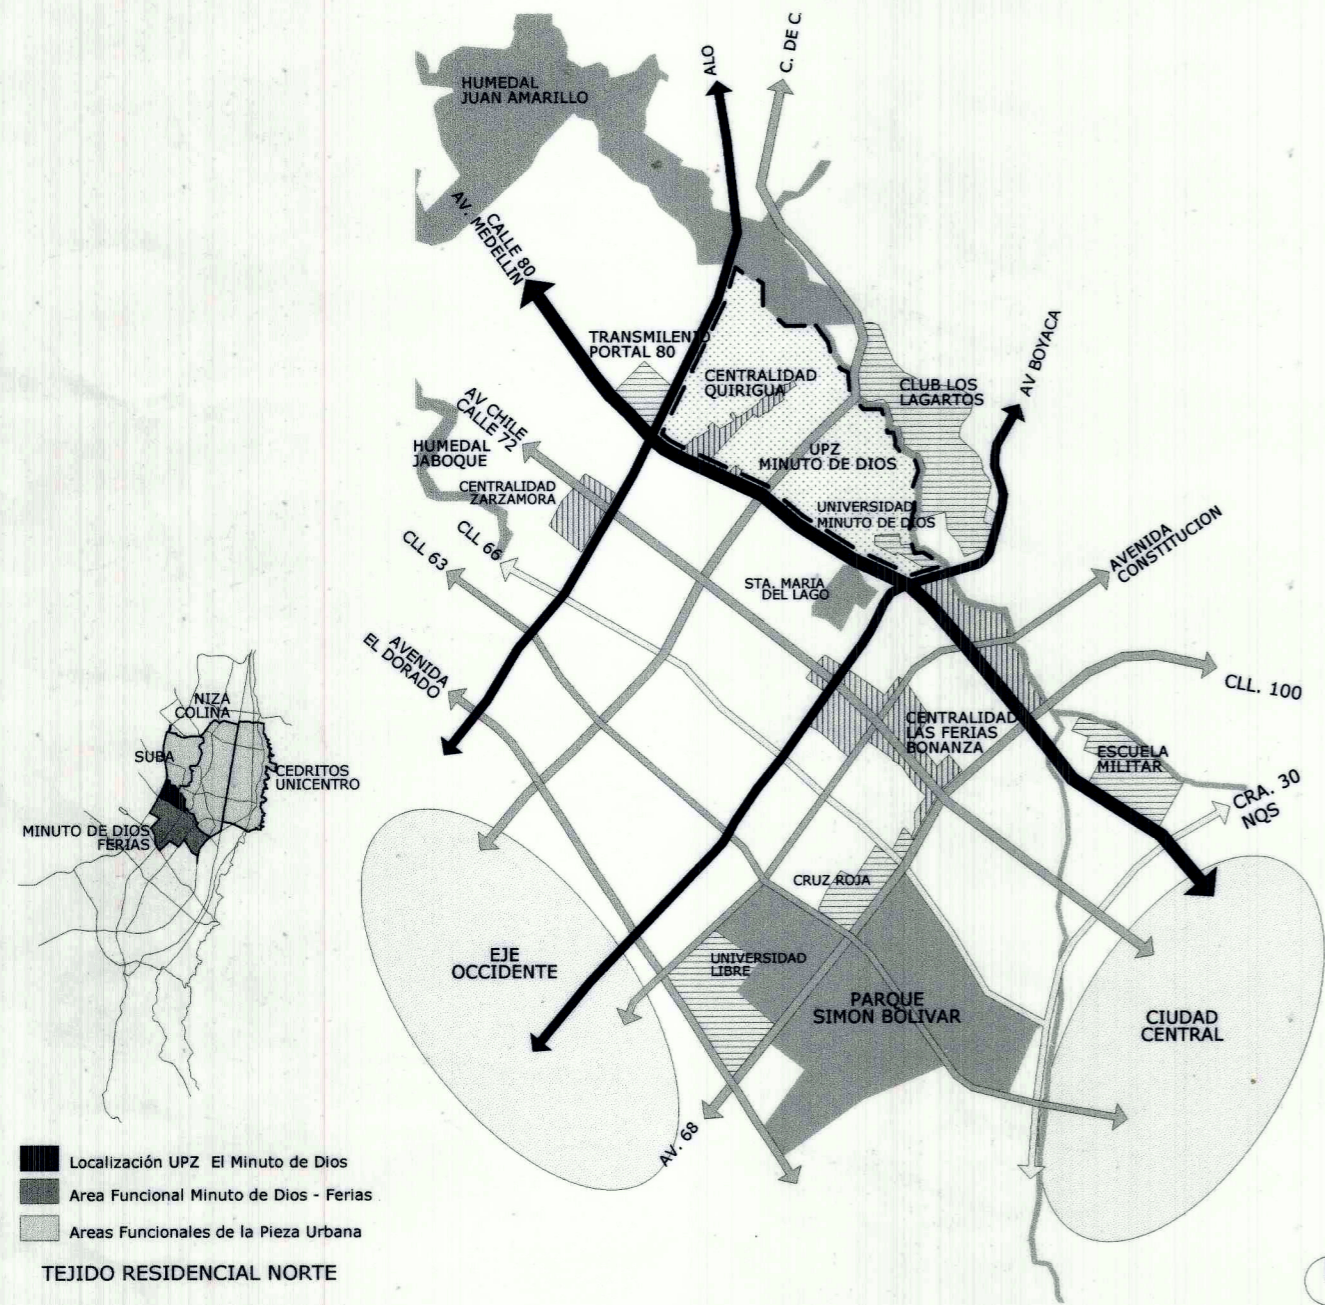 ALO
C. DE C.
HUMEDAL
JUAN AMARILLO
CALLE 80
AV. MEDELLIN
TRANSMILENIO
PORTAL 80
CENTRALIDAD
QUIRIGUA
CLUB LOS
LAGARTOS
AV BOYACA
AV CHILE
CALLE 72
HUMEDAL
JABOQUE
UPZ
MINUTO DE DIOS
CENTRALIDAD
ZARZAMORA
UNIVERSIDAD
MINUTO DE DIOS
CLL 66
CLL 63
AVENIDA
CONSTITUCION
STA. MARIA
DEL LAGO
AVENIDA
EL DORADO
CLL. 100
CENTRALIDAD
LAS FERIAS
BONANZA
ESCUELA
MILITAR
CRA. 30
NQS
CRUZ ROJA
EJE
OCCIDENTE
UNIVERSIDAD
LIBRE
PARQUE
SIMON BOLIVAR
CIUDAD
CENTRAL
AV. 68
NIZA
COLINA
SUBA
CEDRITOS
UNICENTRO
MINUTO DE DIOS
FERIAS
Localización UPZ El Minuto de Dios
Area Funcional Minuto de Dios - Ferias
Areas Funcionales de la Pieza Urbana
TEJIDO RESIDENCIAL NORTE